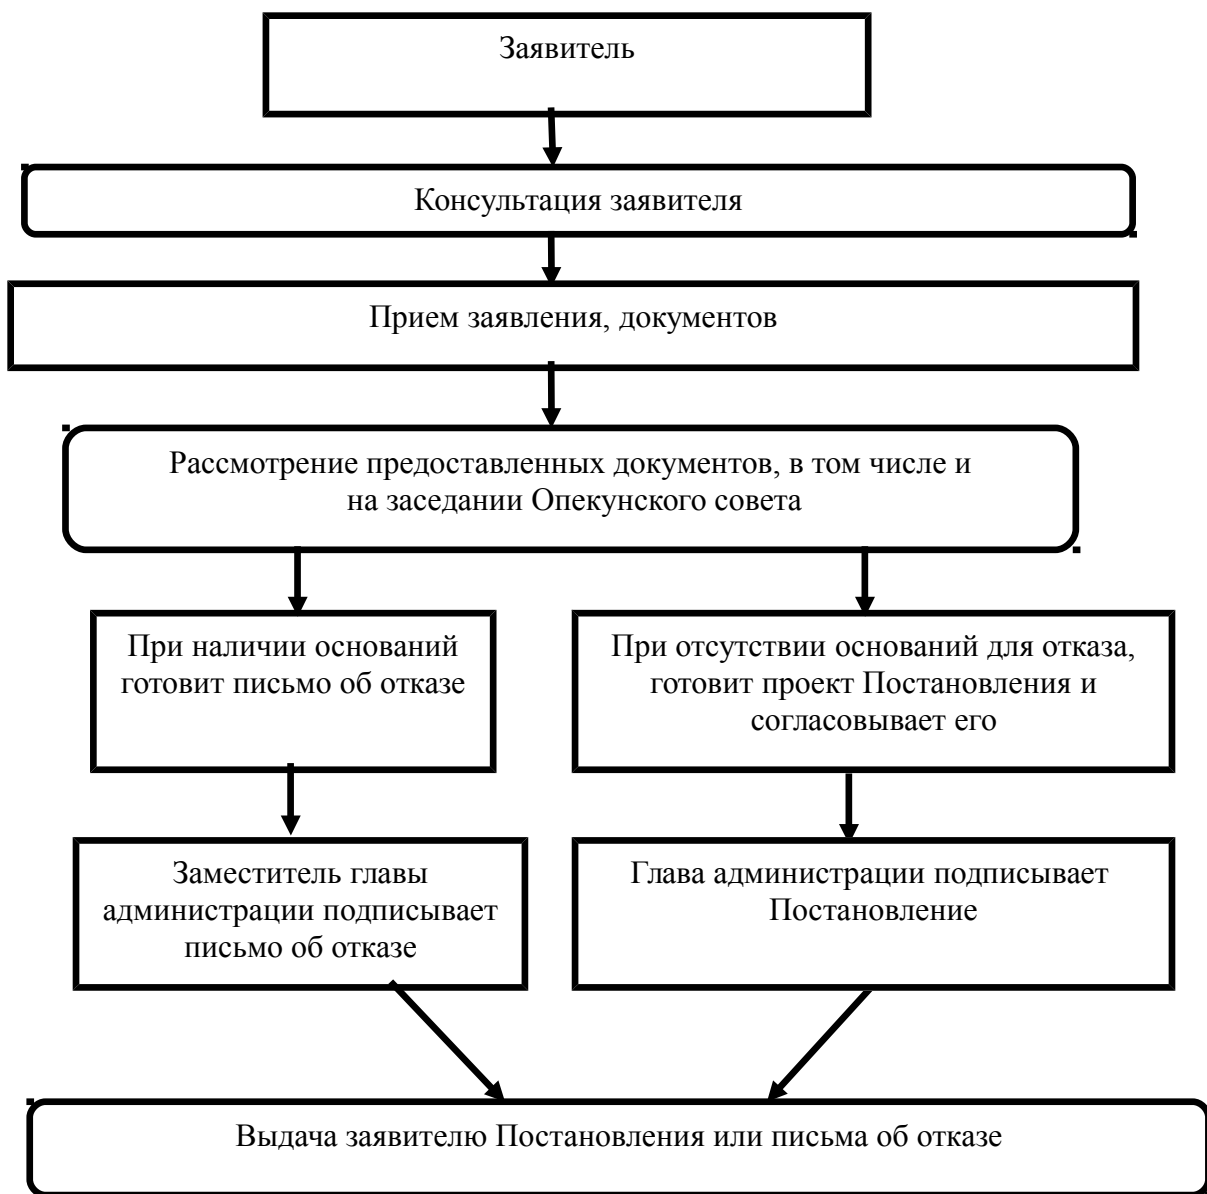 Заявитель
Консультация заявителя
Прием заявления, документов
Рассмотрение предоставленных документов, в том числе и
на заседании Опекунского совета
При наличии оснований
готовит письмо об отказе
При отсутствии оснований для отказа,
готовит проект Постановления и
согласовывает его
Заместитель главы
администрации подписывает
письмо об отказе
Глава администрации подписывает
Постановление
Выдача заявителю Постановления или письма об отказе